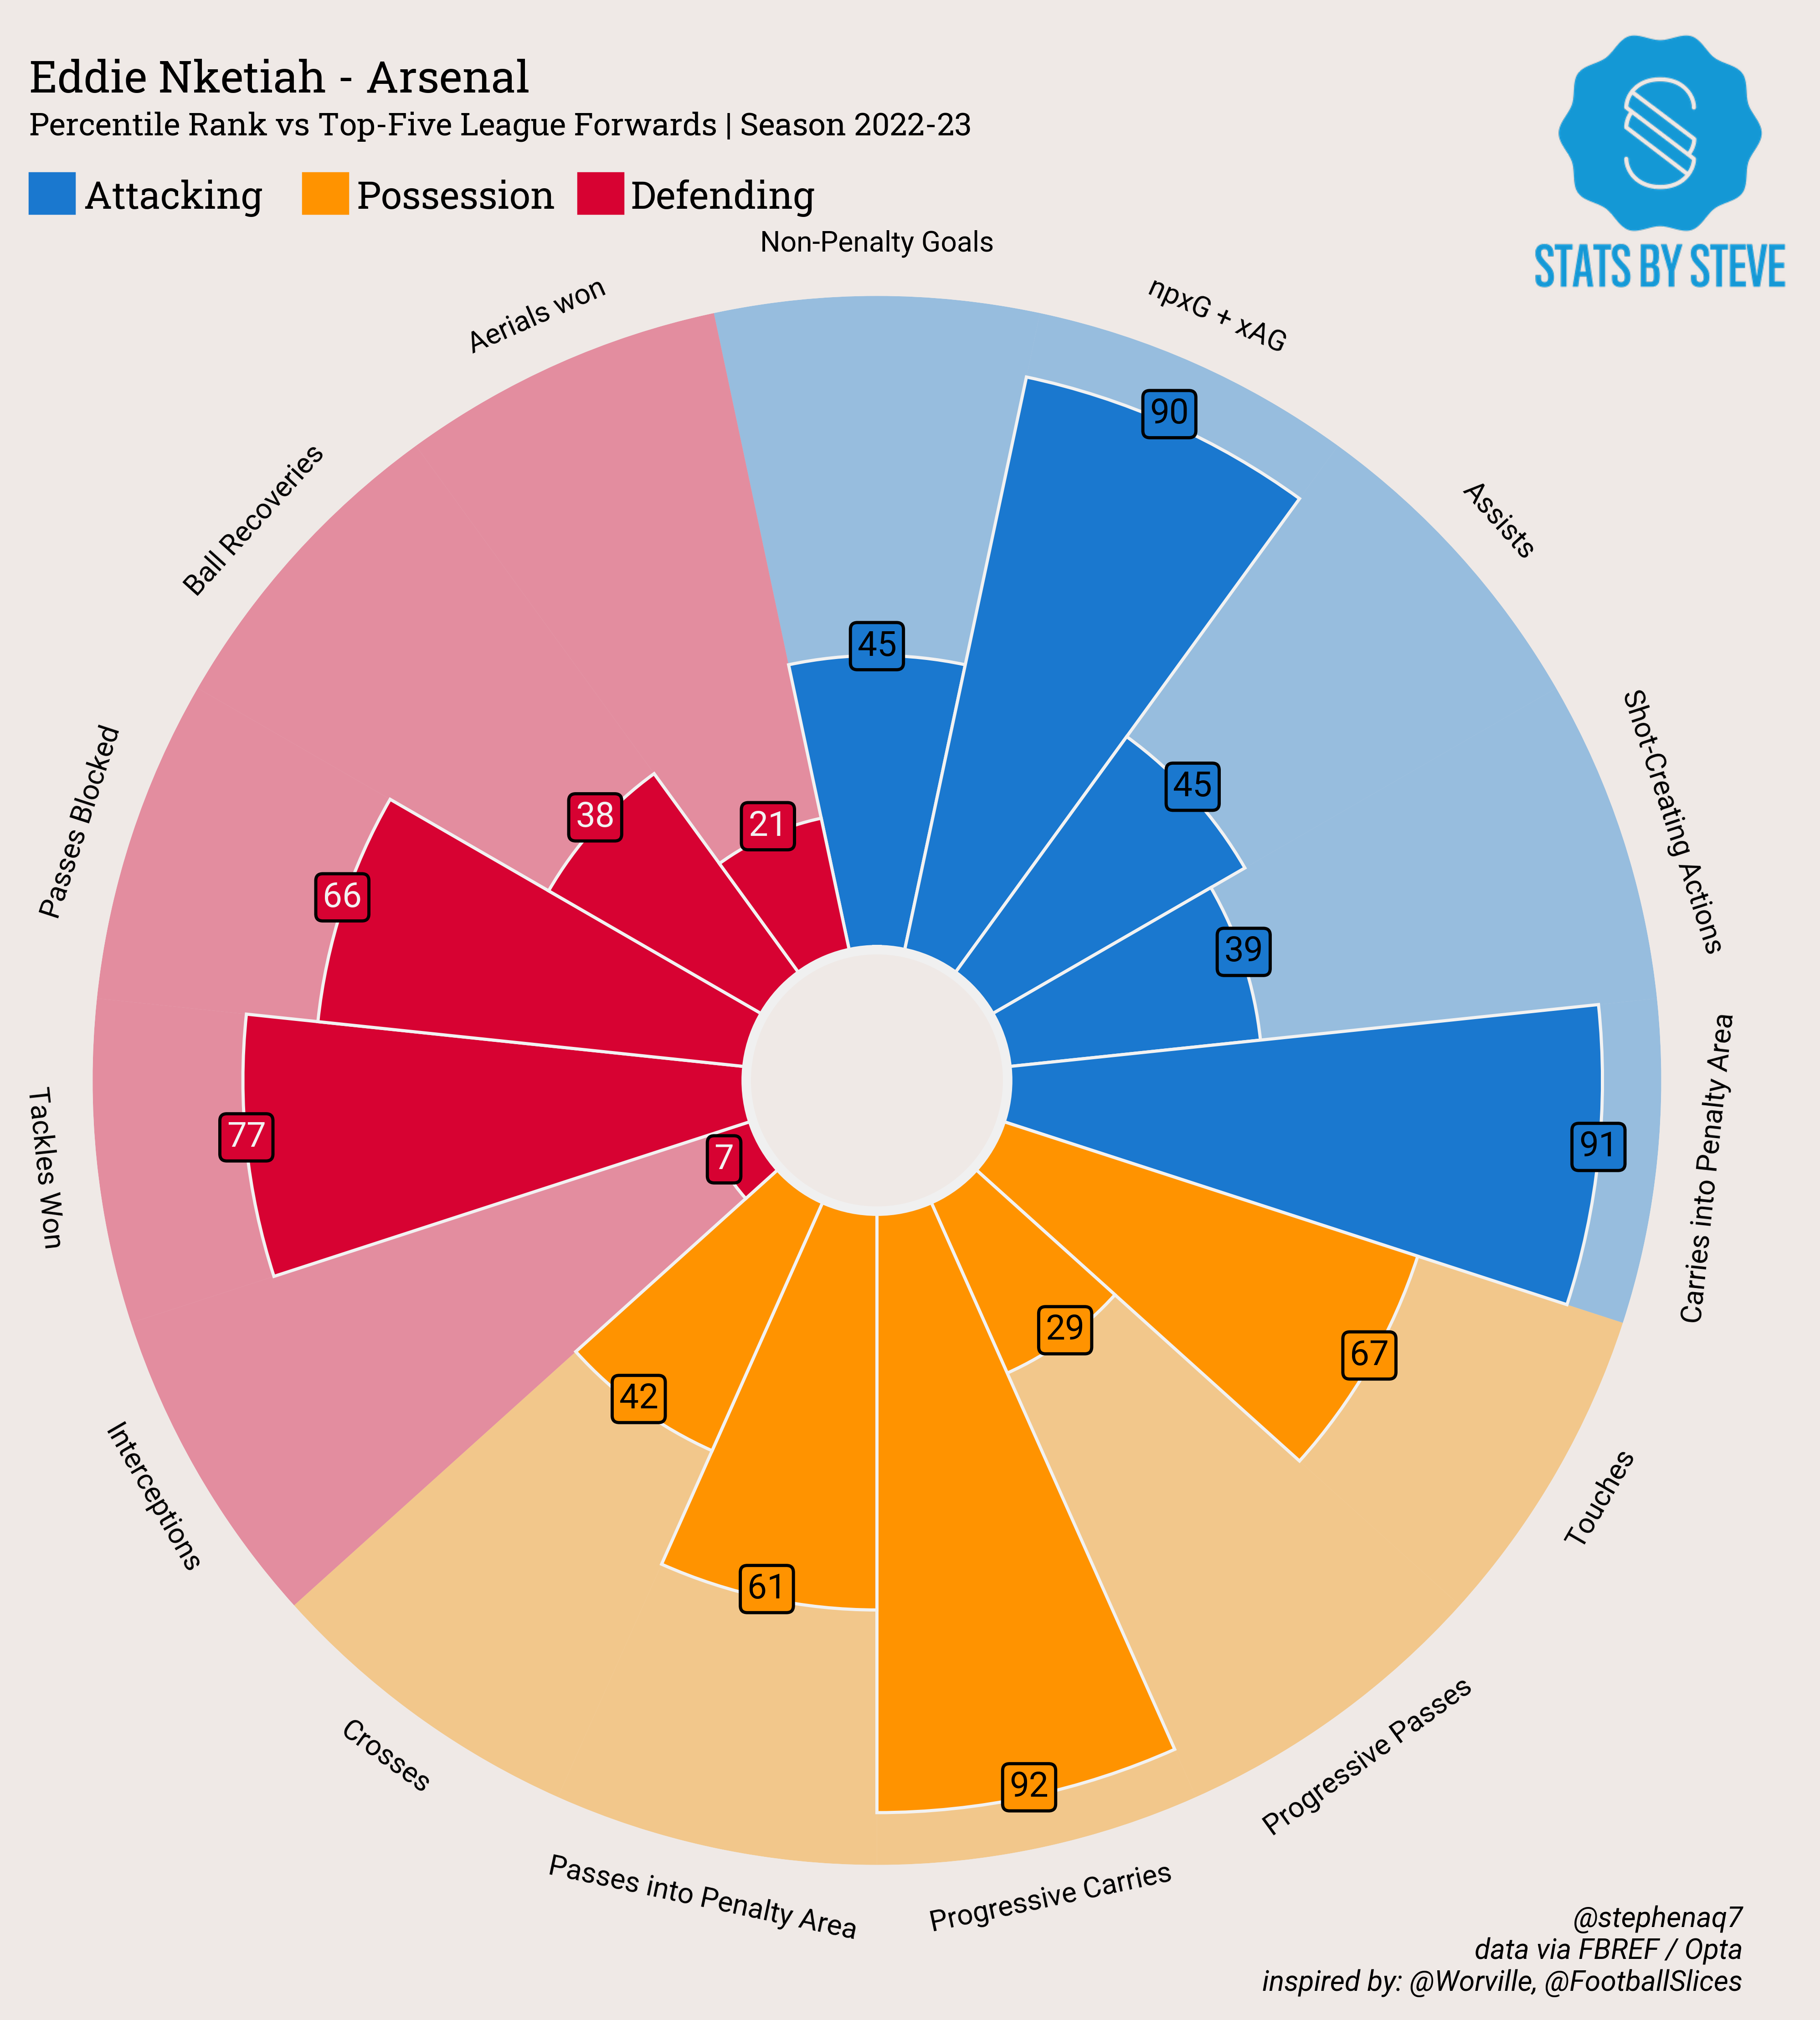 Eddie Nketiah - Arsenal
Percentile Rank vs Top-Five League Forwards | Season 2022-23
Attacking
Possession
Defending
STATS BY STEVE
Non-Penalty Goals
45
npxG + xAG
90
Assists
45
Shot-Creating Actions
39
Carries into Penalty Area
91
Touches
67
Progressive Passes
29
Progressive Carries
92
Passes into Penalty Area
61
Crosses
42
Interceptions
7
Tackles Won
77
Passes Blocked
66
Ball Recoveries
38
Aerials won
21
@stephenaq7
data via FBREF / Opta
inspired by: @Worville, @FootballSlices